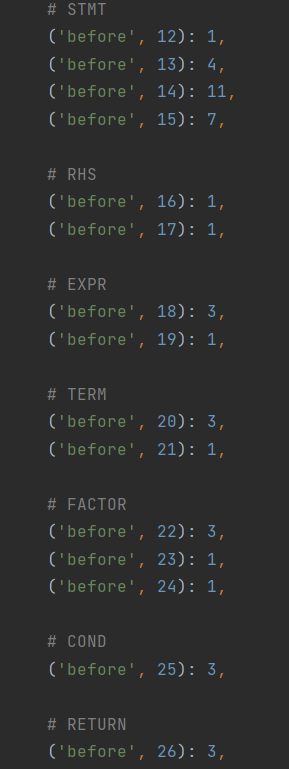 # STMT
('before', 12): 1,
('before', 13): 4,
('before', 14): 11,
('before', 15): 7,
# RHS
('before', 16): 1,
('before', 17): 1,
# EXPR
('before', 18): 3,
('before', 19): 1,
# TERM
('before', 20): 3,
('before', 21): 1,
# FACTOR
('before', 22): 3,
('before', 23): 1,
('before', 24): 1,
# COND
('before', 25): 3,
# RETURN
('before', 26): 3,